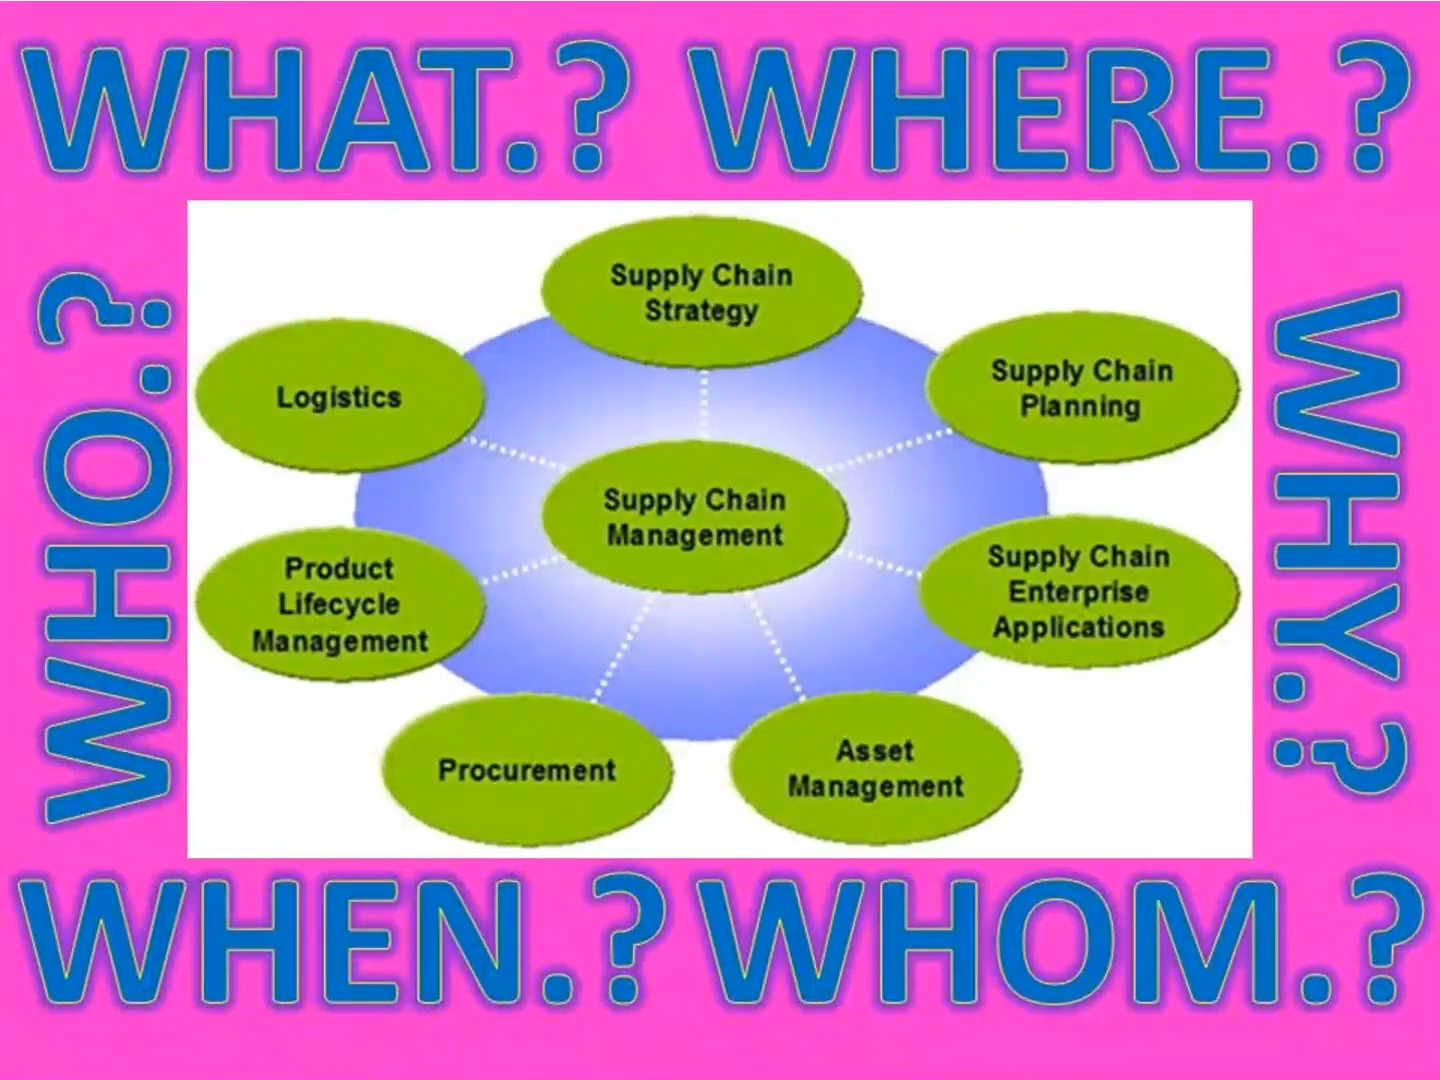 WHAT.? WHERE.?
WHO.?
WHY.?
Supply Chain
Strategy
Logistics
Supply Chain
Planning
Supply Chain
Management
Product
Lifecycle
Management
Supply Chain
Enterprise
Applications
Procurement
Asset
Management
WHEN.? WHOM.?